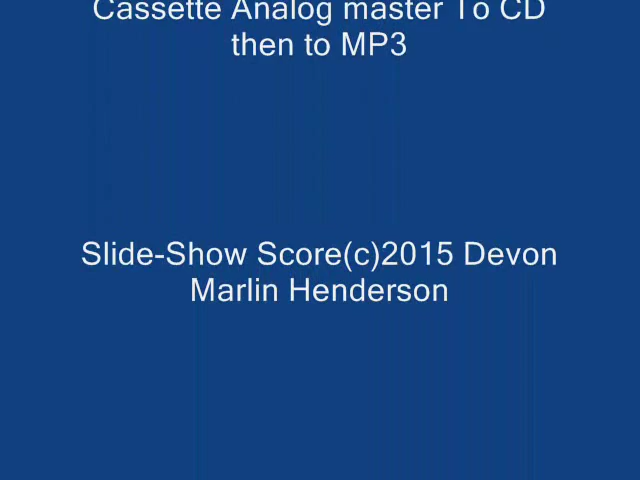 Cassette Analog master To CD
then to MP3
Slide-Show Score(c)2015 Devon
Marlin Henderson